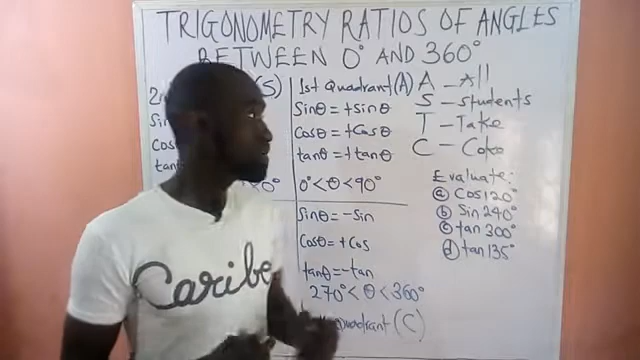 TRIGONOMETRY RATIOS OF ANGLES
BETWEEN 0° AND 360°
(S)
1st Quadrant (A)
Sinθ = +sinθ
Cosθ = +Cosθ
tanθ = +tanθ
0° < θ < 90°
A - All
S - Students
T - Take
C - Coke
Evaluate:
(a) Cos120°
(b) Sin 240°
(c) tan 300°
(d) tan 135°
Sinθ = -Sin
Cosθ = +Cos
tanθ = -tan
270° < θ < 360°
Quadrant (C)
Caribe